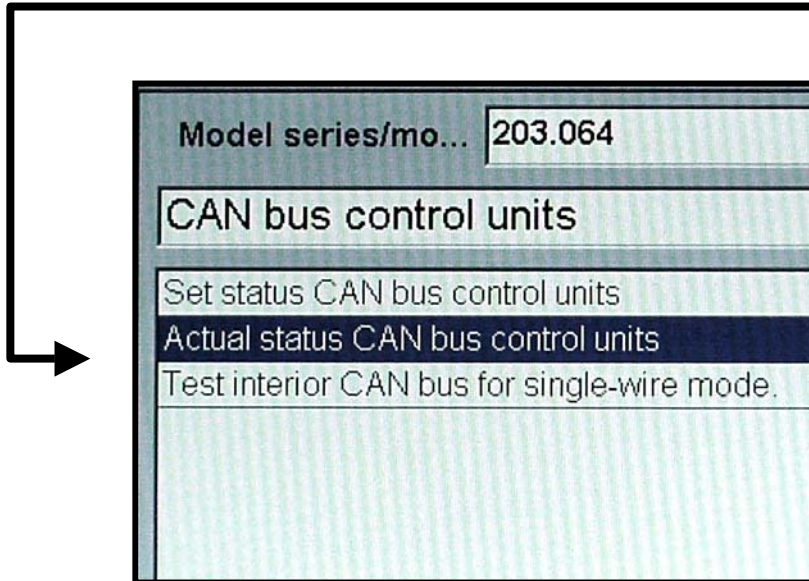 Model series/mo... 203.064
CAN bus control units
Set status CAN bus control units
Actual status CAN bus control units
Test interior CAN bus for single-wire mode.